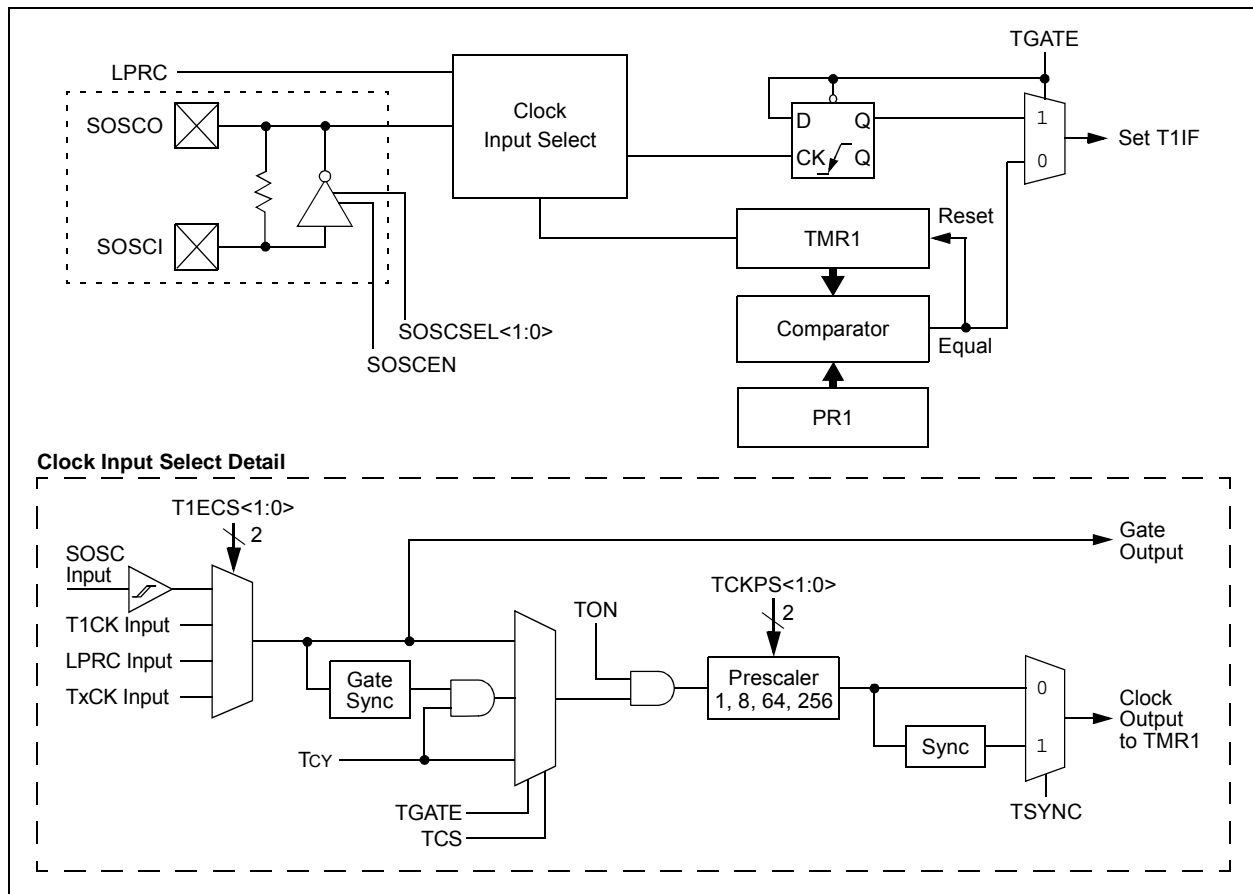 TGATE
LPRC
Clock
Input Select
SOSCO
D
Q
CK
Q
1
0
Set T1IF
SOSCI
TMR1
Reset
Comparator
Equal
SOSCSEL<1:0>
SOSCEN
PR1
Clock Input Select Detail
T1ECS<1:0>
2
SOSC
Input
T1CK Input
LPRC Input
TxCK Input
Gate
Output
TCKPS<1:0>
2
TON
Gate
Sync
Prescaler
1, 8, 64, 256
0
1
Clock
Output
to TMR1
Sync
TCY
TGATE
TCS
TSYNC